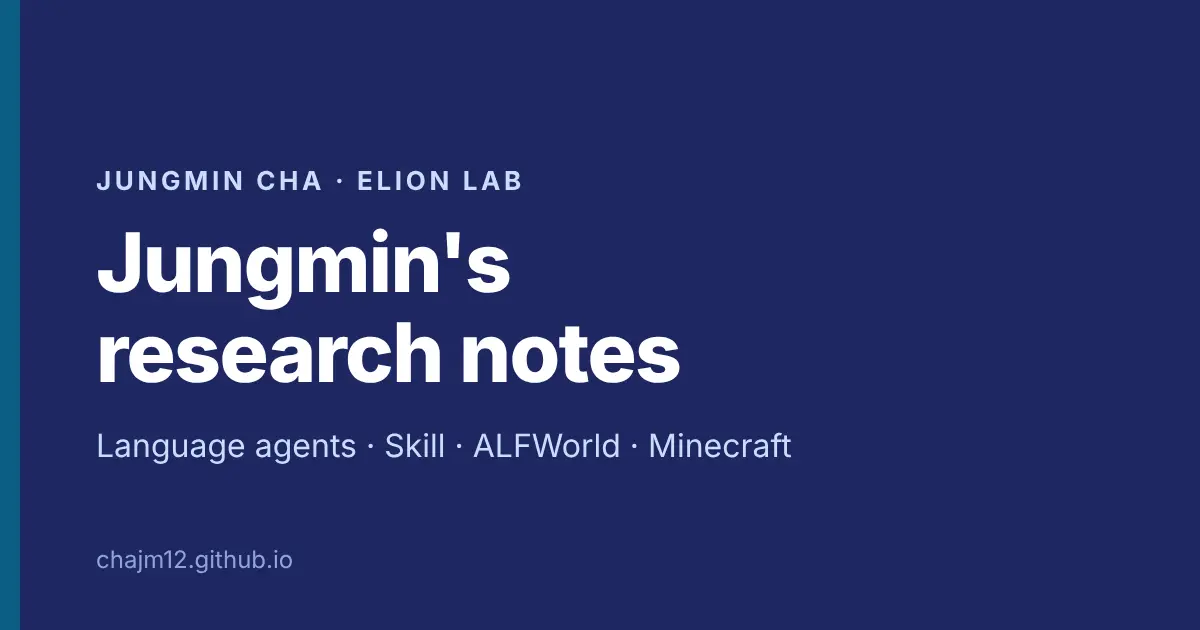 JUNGMIN CHA · ELION LAB
Jungmin's
research notes
Language agents · Skill · ALFWorld · Minecraft
chajm12.github.io